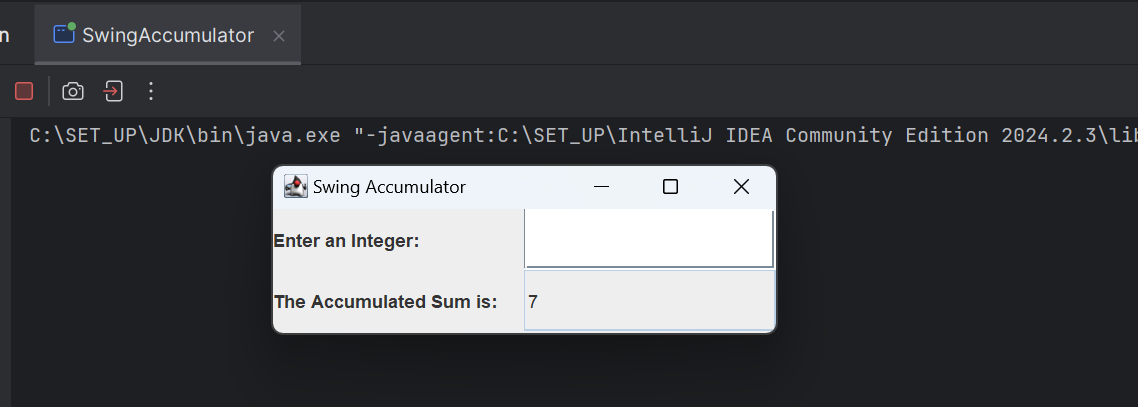 n
SwingAccumulator
C:\SET_UP\JDK\bin\java.exe "-javaagent:C:\SET_UP\IntelliJ IDEA Community Edition 2024.2.3\lib
Swing Accumulator
Enter an Integer:
The Accumulated Sum is: 7